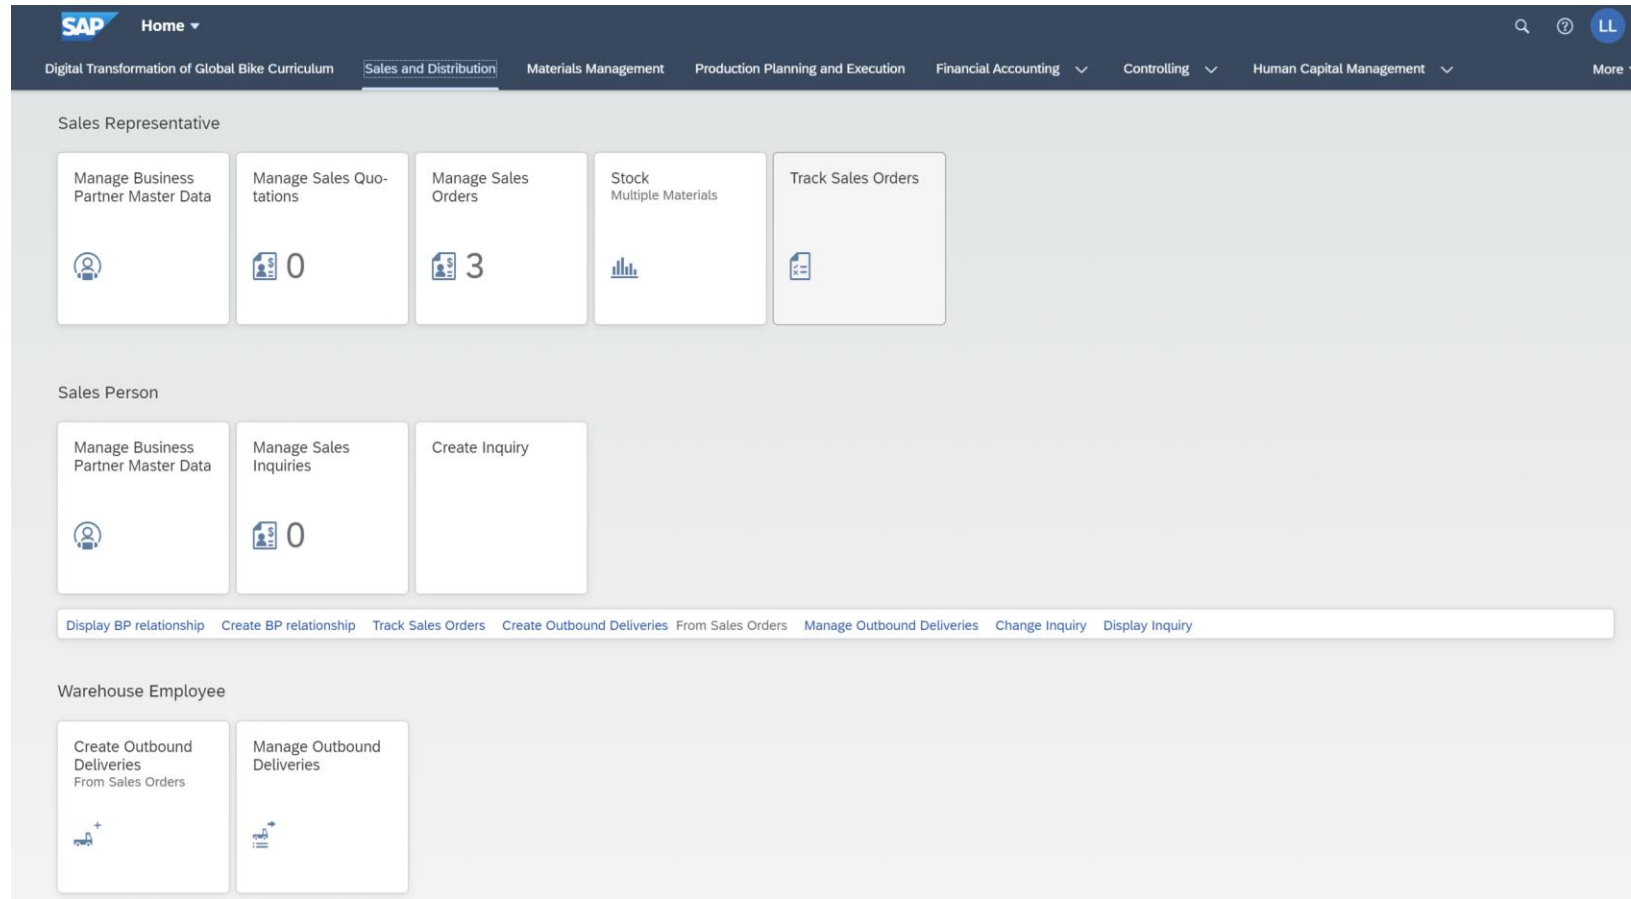 SAP Home
LL
Digital Transformation of Global Bike Curriculum Sales and Distribution Materials Management Production Planning and Execution Financial Accounting Controlling Human Capital Management More
Sales Representative
Manage Business
Partner Master Data
Manage Sales Quo-
tations
0
Manage Sales
Orders
3
Stock
Multiple Materials
Track Sales Orders
Sales Person
Manage Business
Partner Master Data
Manage Sales
Inquiries
0
Create Inquiry
Display BP relationship Create BP relationship Track Sales Orders Create Outbound Deliveries From Sales Orders Manage Outbound Deliveries Change Inquiry Display Inquiry
Warehouse Employee
Create Outbound
Deliveries
From Sales Orders
Manage Outbound
Deliveries